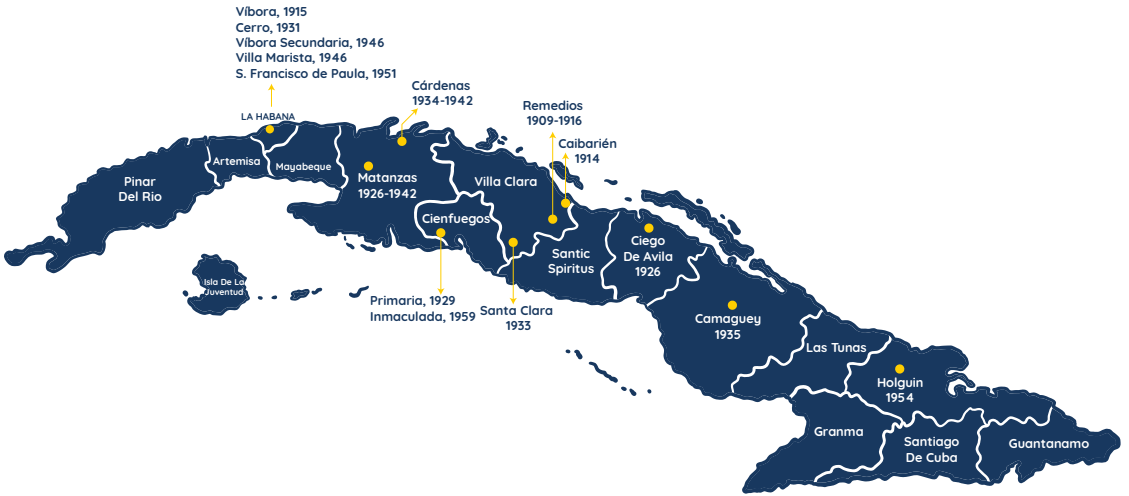 Víbora, 1915
Cerro, 1931
Víbora Secundaria, 1946
Villa Marista, 1946
S. Francisco de Paula, 1951
LA HABANA
Cárdenas
1934-1942
Remedios
1909-1916
Caibarién
1914
Pinar
Del Rio
Artemisa
Mayabeque
Matanzas
1926-1942
Villa Clara
Cienfuegos
Santic
Spiritus
Ciego
De Avila
1926
Isla De La
Juventud
Primaria, 1929
Inmaculada, 1959
Santa Clara
1933
Camaguey
1935
Las Tunas
Holguin
1954
Granma
Santiago
De Cuba
Guantanamo